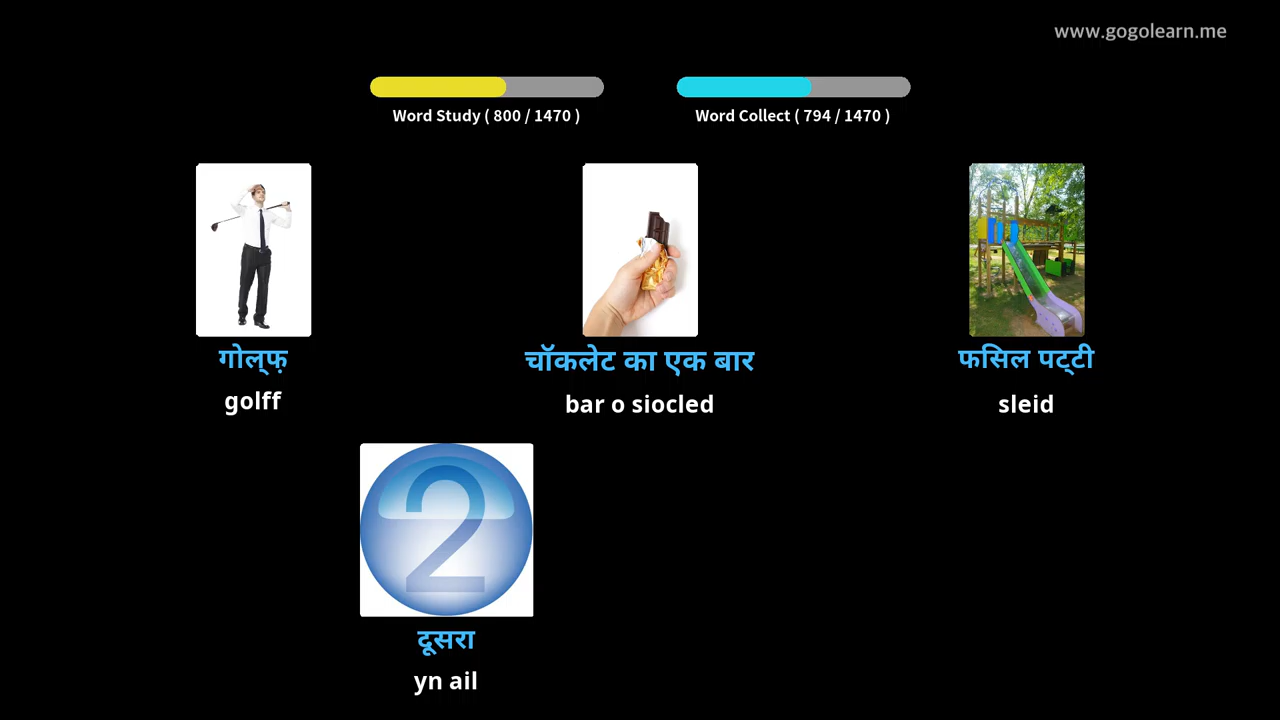 www.gogolearn.me
Word Study ( 800 / 1470 )
Word Collect ( 794 / 1470 )
गोल्फ़
golff
चॉकलेट का एक बार
bar o siocled
फसिल पट्टी
sleid
2
दूसरा
yn ail